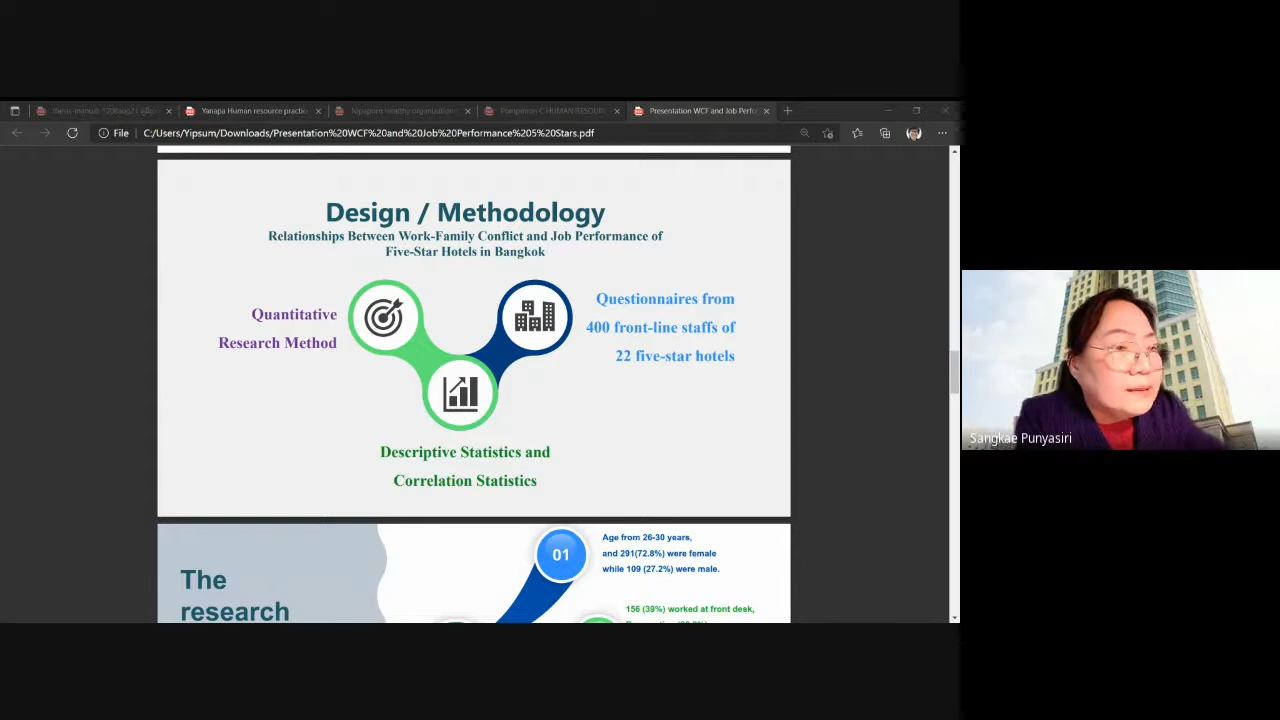 Yanapa Human resource practic
Presentation WCF and Job Perfor
File
C:/Users/Yipsum/Downloads/Presentation%20WCF%20and%20Job%20Performance%205%20Stars.pdf
Design / Methodology
Relationships Between Work-Family Conflict and Job Performance of
Five-Star Hotels in Bangkok
Quantitative
Research Method
Questionnaires from
400 front-line staffs of
22 five-star hotels
Descriptive Statistics and
Correlation Statistics
The
research
01
Age from 26-30 years,
and 291(72.8%) were female
while 109 (27.2%) were male.
156 (39%) worked at front desk,
Sangkae Punyasiri